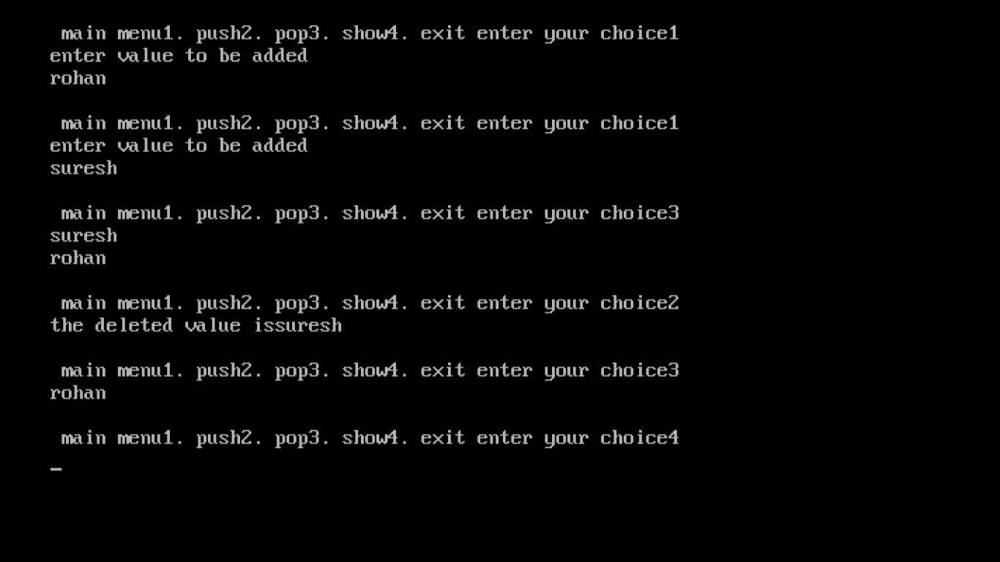 main menu1. push2. pop3. show4. exit enter your choice1
enter value to be added
rohan
main menu1. push2. pop3. show4. exit enter your choice1
enter value to be added
suresh
main menu1. push2. pop3. show4. exit enter your choice3
suresh
rohan
main menu1. push2. pop3. show4. exit enter your choice2
the deleted value issuresh
main menu1. push2. pop3. show4. exit enter your choice3
rohan
main menu1. push2. pop3. show4. exit enter your choice4
_